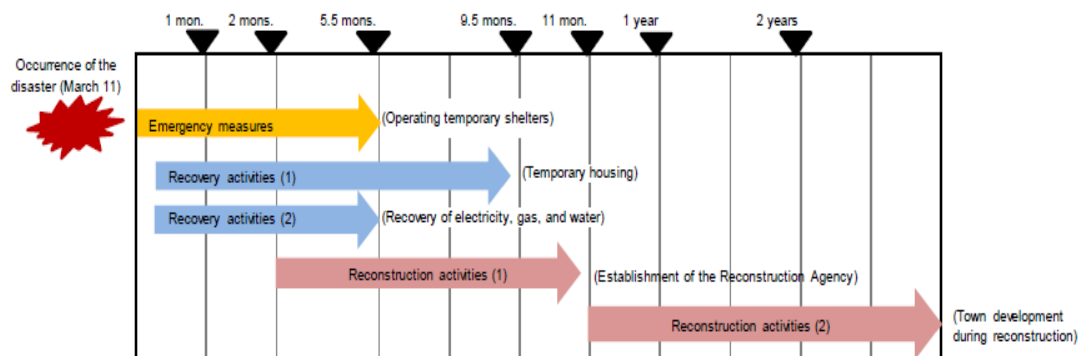 1 mon. 2 mons. 5.5 mons. 9.5 mons. 11 mon. 1 year 2 years
Occurrence of the
disaster (March 11)
Emergency measures (Operating temporary shelters)
Recovery activities (1) (Temporary housing)
Recovery activities (2) (Recovery of electricity, gas, and water)
Reconstruction activities (1) (Establishment of the Reconstruction Agency)
Reconstruction activities (2) (Town development
during reconstruction)